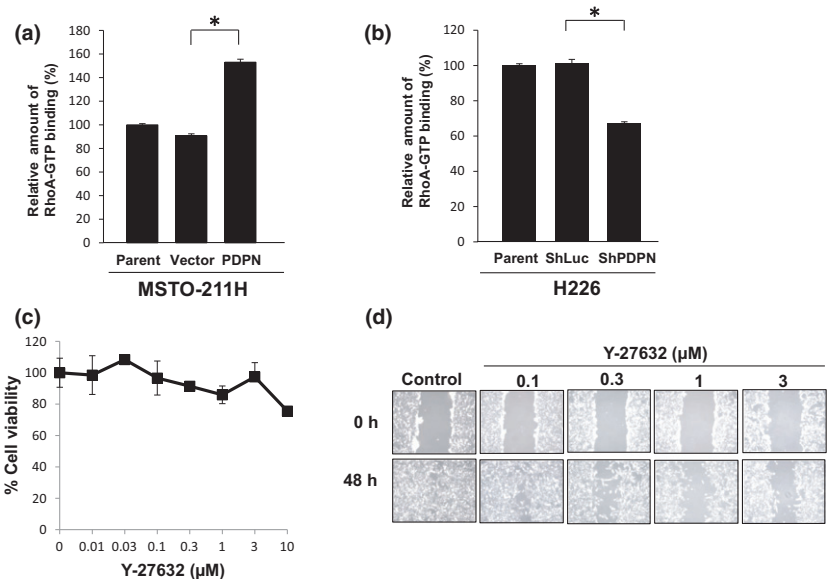 (a)
Relative amount of
RhoA-GTP binding (%)
180
160
140
120
100
80
60
40
20
0
*
Parent Vector PDPN
MSTO-211H
(b)
Relative amount of
RhoA-GTP binding (%)
120
100
80
60
40
20
0
*
Parent ShLuc ShPDPN
H226
(c)
% Cell viability
120
100
80
60
40
20
0
0 0.01 0.03 0.1 0.3 1 3 10
Y-27632 (µM)
(d)
Y-27632 (µM)
Control 0.1 0.3 1 3
0 h
48 h